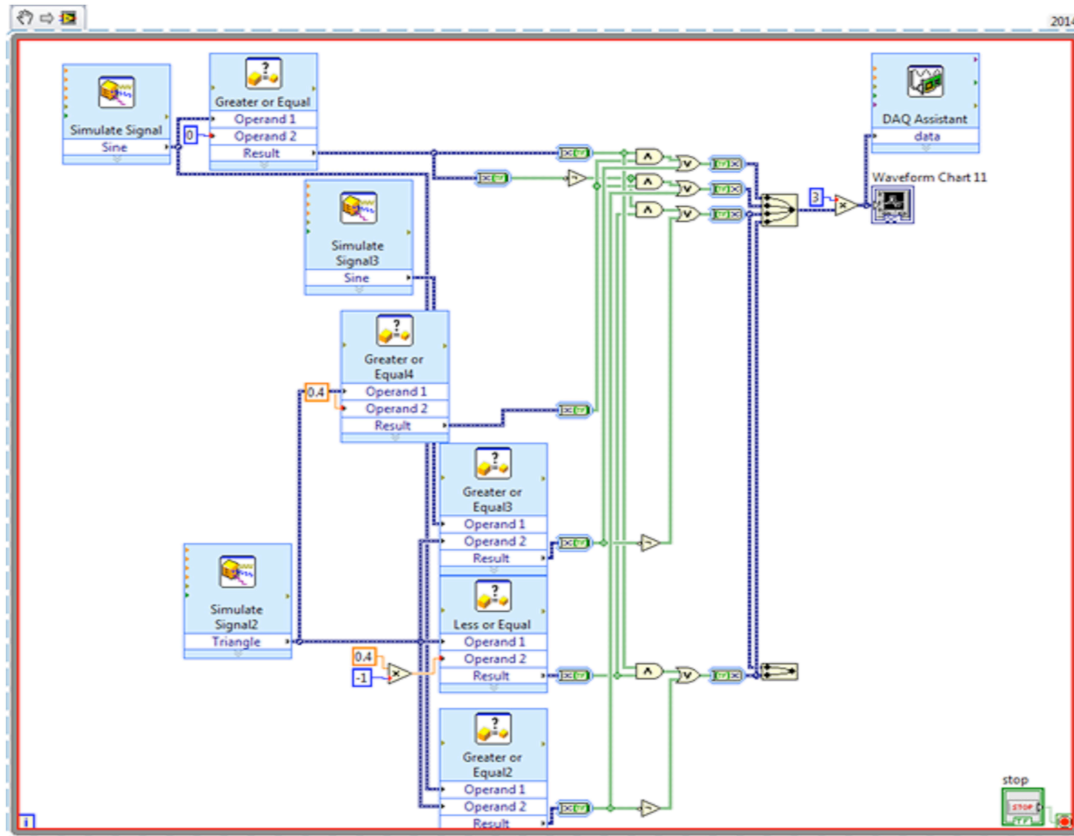 2014
Simulate Signal
Sine
?
Greater or Equal
Operand 1
0
Operand 2
Result
DAQ Assistant
data
Waveform Chart 11
3
Simulate
Signal3
Sine
?
Greater or
Equal4
0.4
Operand 1
Operand 2
Result
?
Greater or
Equal3
Operand 1
Operand 2
Result
Simulate
Signal2
Triangle
?
Less or Equal
Operand 1
0.4
Operand 2
-1
Result
?
Greater or
Equal2
Operand 1
Operand 2
Result
stop
STOP
TF
i